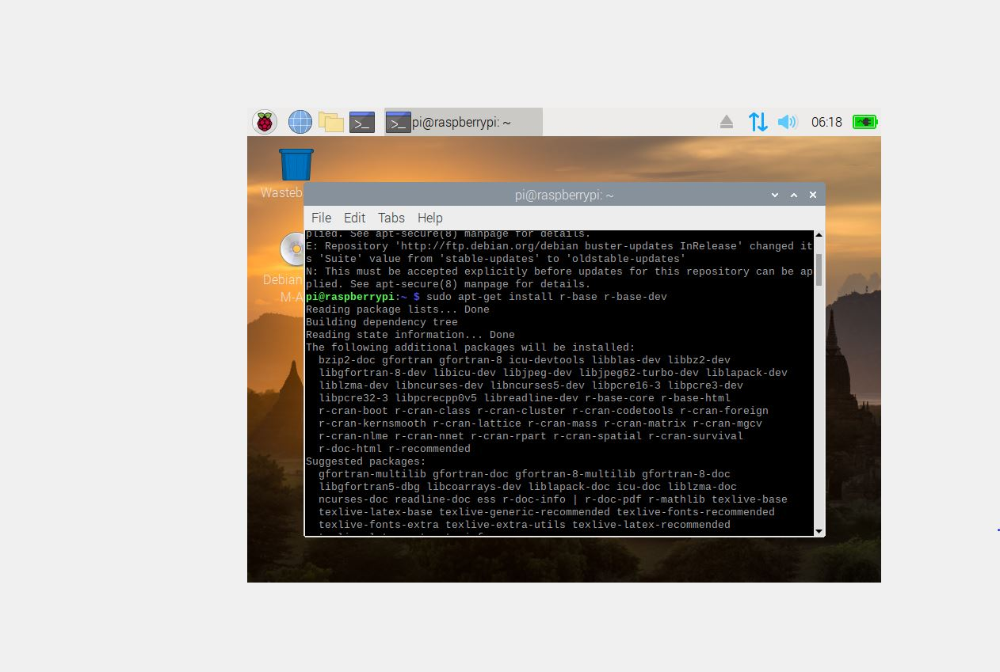 pi@raspberrypi: ~
06:18
Wasteb
Debian
M-A
pi@raspberrypi: ~
File Edit Tabs Help
plied. See apt-secure(8) manpage for details.
E: Repository 'http://ftp.debian.org/debian buster-updates InRelease' changed it
s 'Suite' value from 'stable-updates' to 'oldstable-updates'
N: This must be accepted explicitly before updates for this repository can be ap
plied. See apt-secure(8) manpage for details.
pi@raspberrypi:~ $ sudo apt-get install r-base r-base-dev
Reading package lists... Done
Building dependency tree
Reading state information... Done
The following additional packages will be installed:
bzip2-doc gfortran gfortran-8 icu-devtools libblas-dev libbz2-dev
libgfortran-8-dev libicu-dev libjpeg-dev libjpeg62-turbo-dev liblapack-dev
liblzma-dev libncurses-dev libncurses5-dev libpcre16-3 libpcre3-dev
libpcre32-3 libpcrecpp0v5 libreadline-dev r-base-core r-base-html
r-cran-boot r-cran-class r-cran-cluster r-cran-codetools r-cran-foreign
r-cran-kernsmooth r-cran-lattice r-cran-mass r-cran-matrix r-cran-mgcv
r-cran-nlme r-cran-nnet r-cran-rpart r-cran-spatial r-cran-survival
r-doc-html r-recommended
Suggested packages:
gfortran-multilib gfortran-doc gfortran-8-multilib gfortran-8-doc
libgfortran5-dbg libcoarrays-dev liblapack-doc icu-doc liblzma-doc
ncurses-doc readline-doc ess r-doc-info | r-doc-pdf r-mathlib texlive-base
texlive-latex-base texlive-generic-recommended texlive-fonts-recommended
texlive-fonts-extra texlive-extra-utils texlive-latex-recommended